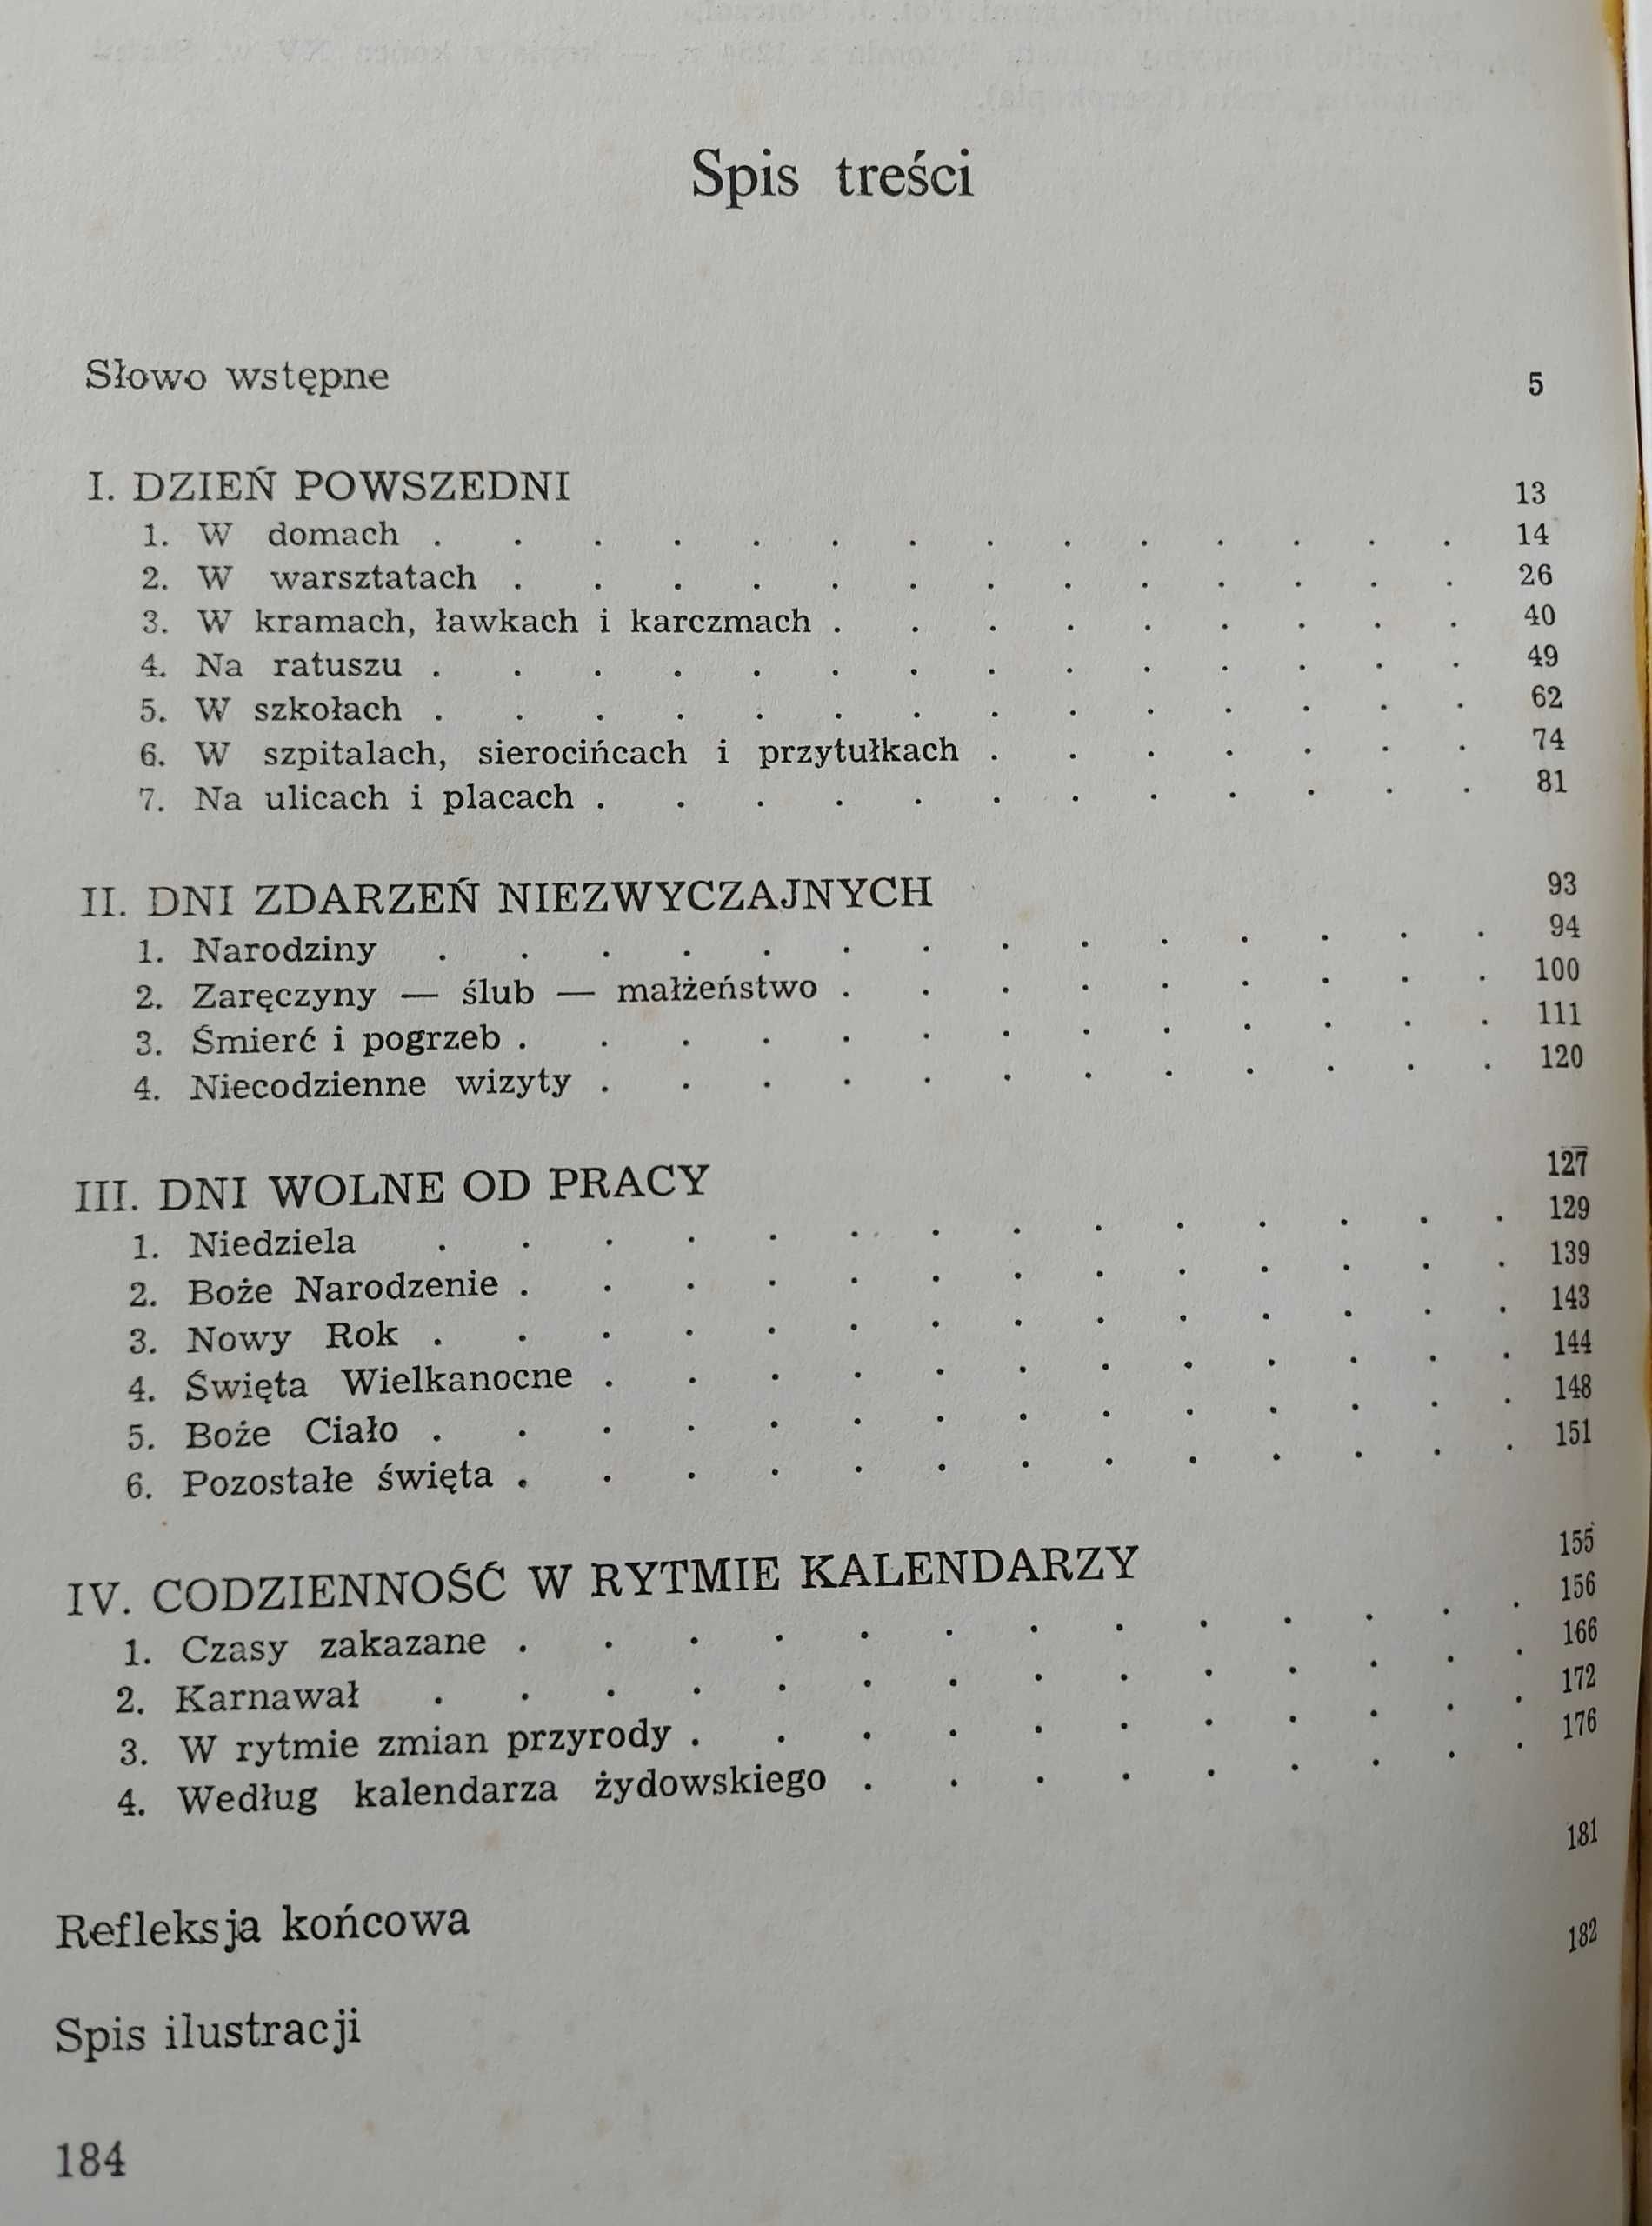 Spis treści
Słowo wstępne 5
I. DZIEŃ POWSZEDNI 13
1. W domach . . . . . . . . . . . . . . 14
2. W warsztatach . . . . . . . . . . . . . 26
3. W kramach, ławkach i karczmach . . . . . . . . . 40
4. Na ratuszu . . . . . . . . . . . . . . 49
5. W szkołach . . . . . . . . . . . . . . 62
6. W szpitalach, sierocińcach i przytułkach . . . . . . . 74
7. Na ulicach i placach . . . . . . . . . . . . 81
II. DNI ZDARZEŃ NIEZWYCZAJNYCH 93
1. Narodziny . . . . . . . . . . . . . . 94
2. Zaręczyny — ślub — małżeństwo . . . . . . . . . 100
3. Śmierć i pogrzeb . . . . . . . . . . . . . 111
4. Niecodzienne wizyty . . . . . . . . . . . . 120
III. DNI WOLNE OD PRACY 127
1. Niedziela . . . . . . . . . . . . . . 129
2. Boże Narodzenie . . . . . . . . . . . . . 139
3. Nowy Rok . . . . . . . . . . . . . . 143
4. Święta Wielkanocne . . . . . . . . . . . . 144
5. Boże Ciało . . . . . . . . . . . . . . 148
6. Pozostałe święta . . . . . . . . . . . . . 151
IV. CODZIENNOŚĆ W RYTMIE KALENDARZY 155
1. Czasy zakazane . . . . . . . . . . . . . 156
2. Karnawał . . . . . . . . . . . . . . 166
3. W rytmie zmian przyrody . . . . . . . . . . . 172
4. Według kalendarza żydowskiego . . . . . . . . . 176
Refleksja końcowa 181
Spis ilustracji 182
184